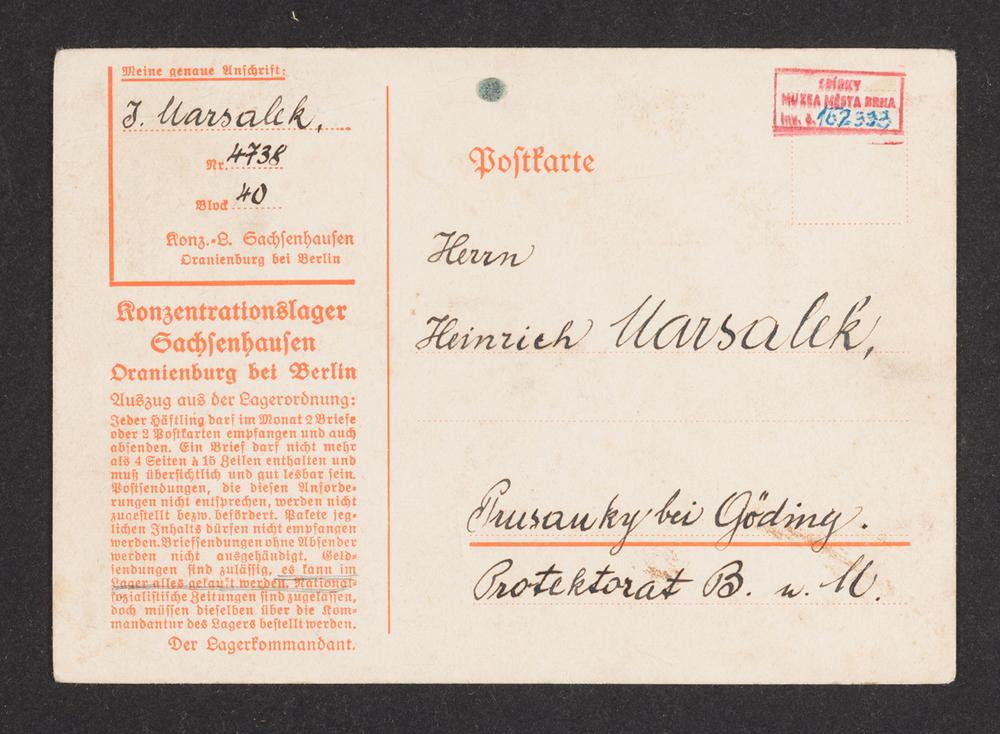 Meine genaue Anschrift:
J. Marsalek,
Nr. 4738
Block 40
Konz.-L. Sachsenhausen
Oranienburg bei Berlin
Konzentrationslager
Sachsenhausen
Oranienburg bei Berlin
Auszug aus der Lagerordnung:
Jeder Häftling darf im Monat 2 Briefe
oder 2 Postkarten empfangen und auch
absenden. Ein Brief darf nicht mehr
als 4 Seiten à 15 Zeilen enthalten und
muß übersichtlich und gut lesbar sein.
Postsendungen, die diesen Anforde-
rungen nicht entsprechen, werden nicht
zugestellt bezw. befördert. Pakete jeg-
lichen Inhalts dürfen nicht empfangen
werden. Briefsendungen ohne Absender
werden nicht ausgehändigt. Geld-
sendungen sind zulässig, es kann im
Lager alles gekauft werden. National-
sozialistische Zeitungen sind zugelassen,
doch müssen dieselben über die Kom-
mandantur des Lagers bestellt werden.
Der Lagerkommandant.
SBÍRKY
MUZEA MĚSTA BRNA
inv. č. 162333
Postkarte
Herrn
Heinrich Marsalek,
Prusanky bei Göding.
Protektorat B. u. M.